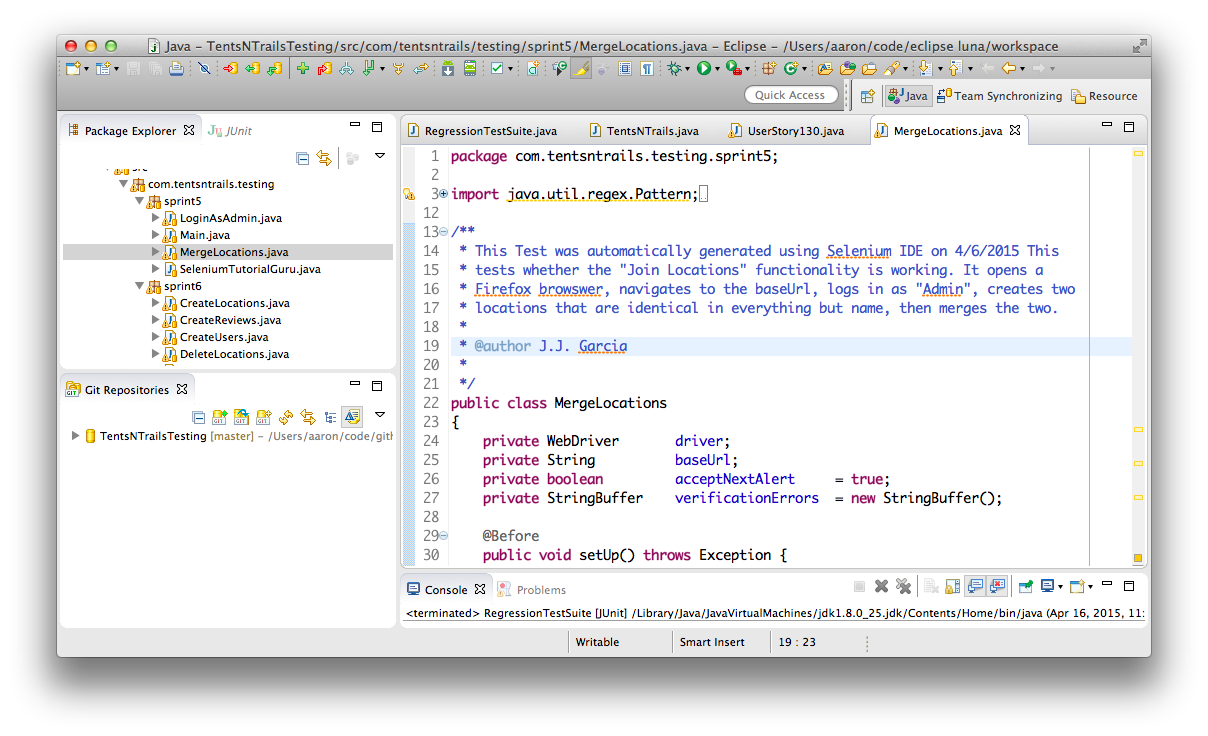 Java – TentsNTrailsTesting/src/com/tentsntrails/testing/sprint5/MergeLocations.java – Eclipse – /Users/aaron/code/eclipse luna/workspace
Quick Access
Java
Team Synchronizing
Resource
Package Explorer
JUnit
src
com.tentsntrails.testing
sprint5
LoginAsAdmin.java
Main.java
MergeLocations.java
SeleniumTutorialGuru.java
sprint6
CreateLocations.java
CreateReviews.java
CreateUsers.java
DeleteLocations.java
Git Repositories
TentsNTrailsTesting [master] – /Users/aaron/code/gith
RegressionTestSuite.java
TentsNTrails.java
UserStory130.java
MergeLocations.java
1 package com.tentsntrails.testing.sprint5;
2
3 import java.util.regex.Pattern;
12
13 /**
14 * This Test was automatically generated using Selenium IDE on 4/6/2015 This
15 * tests whether the "Join Locations" functionality is working. It opens a
16 * Firefox browswer, navigates to the baseUrl, logs in as "Admin", creates two
17 * locations that are identical in everything but name, then merges the two.
18 *
19 * @author J.J. Garcia
20 *
21 */
22 public class MergeLocations
23 {
24 private WebDriver driver;
25 private String baseUrl;
26 private boolean acceptNextAlert = true;
27 private StringBuffer verificationErrors = new StringBuffer();
28
29 @Before
30 public void setUp() throws Exception {
Console
Problems
<terminated> RegressionTestSuite [JUnit] /Library/Java/JavaVirtualMachines/jdk1.8.0_25.jdk/Contents/Home/bin/java (Apr 16, 2015, 11:
Writable
Smart Insert
19 : 23